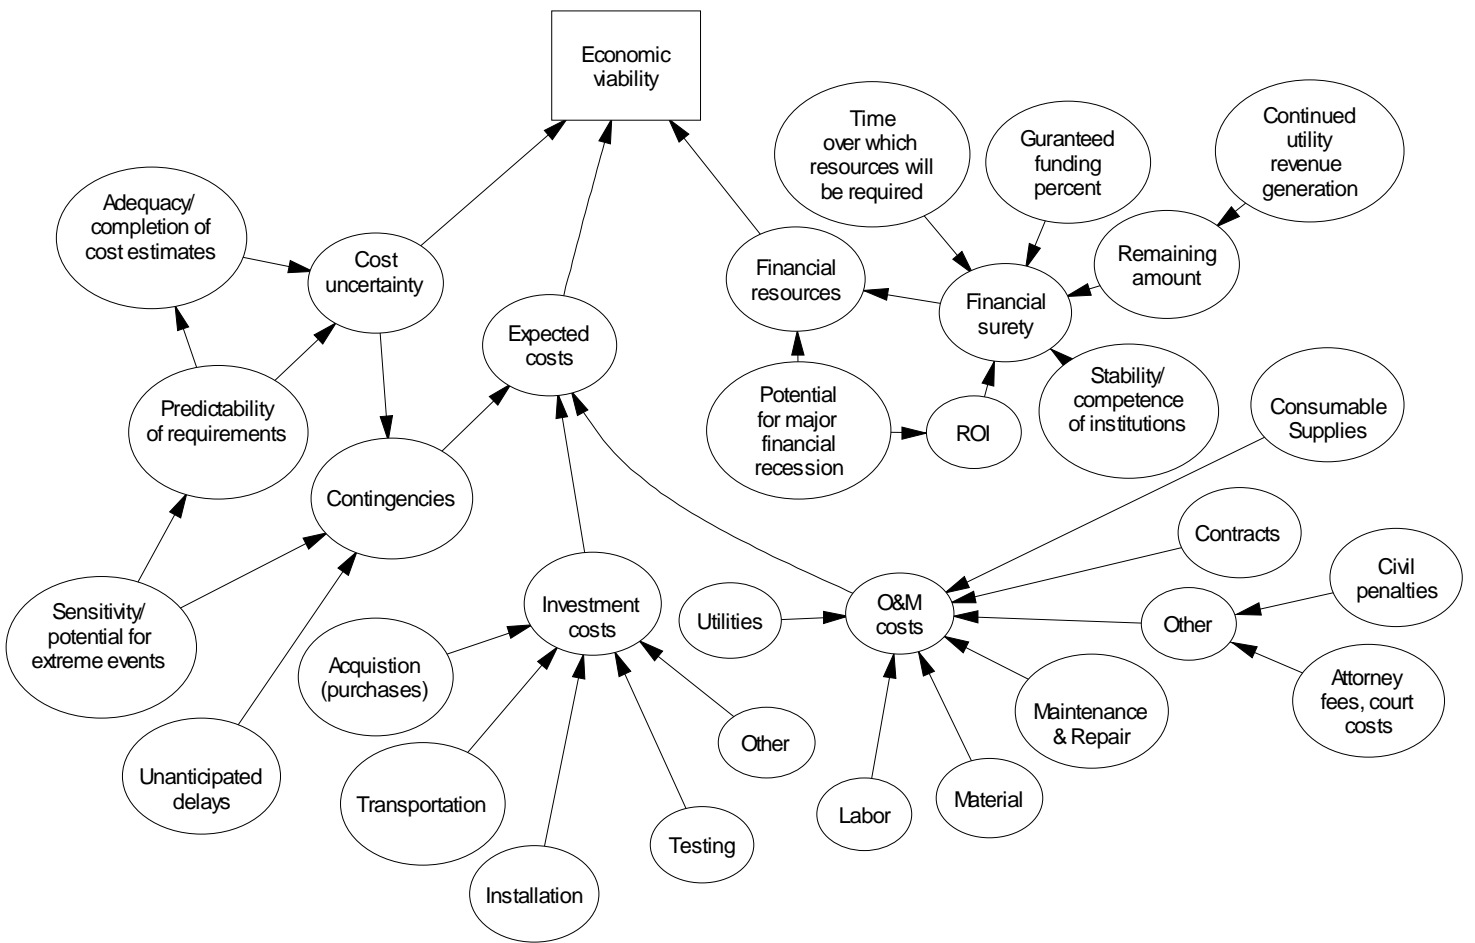 Economic
viability
Time
over which
resources will
be required
Guranteed
funding
percent
Continued
utility
revenue
generation
Adequacy/
completion of
cost estimates
Cost
uncertainty
Financial
resources
Remaining
amount
Financial
surety
Expected
costs
Predictability
of requirements
Potential
for major
financial
recession
ROI
Stability/
competence
of institutions
Consumable
Supplies
Contingencies
Contracts
Civil
penalties
Sensitivity/
potential for
extreme events
Investment
costs
Utilities
O&M
costs
Other
Acquistion
(purchases)
Attorney
fees, court
costs
Maintenance
& Repair
Other
Unanticipated
delays
Transportation
Labor
Material
Testing
Installation